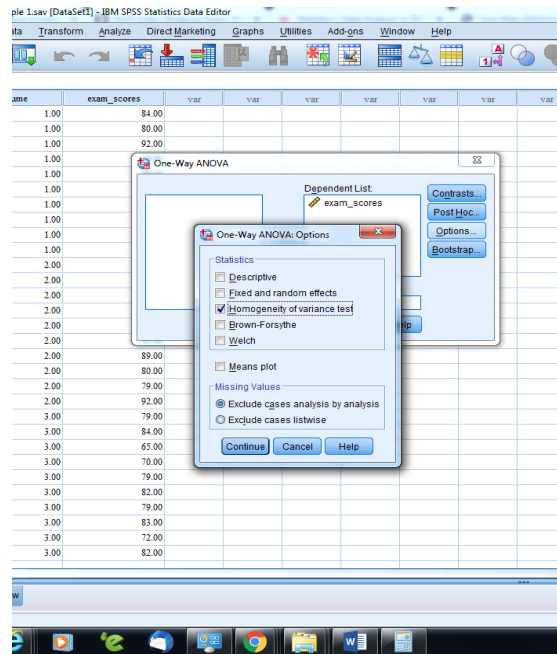 ple 1.sav [DataSet1] - IBM SPSS Statistics Data Editor
ata Transform Analyze Direct Marketing Graphs Utilities Add-ons Window Help
ume exam_scores var var var var var var var
1.00 84.00
1.00 80.00
1.00 92.00
1.00
One-Way ANOVA
1.00
Dependent List:
1.00
exam_scores
Contrasts...
1.00
Post Hoc...
1.00
Options...
1.00
Bootstrap...
One-Way ANOVA: Options
Statistics
Descriptive
Fixed and random effects
Homogeneity of variance test
Brown-Forsythe
Welch
Means plot
Missing Values
Exclude cases analysis by analysis
Exclude cases listwise
Continue Cancel Help
1.00
2.00
2.00
2.00
2.00
2.00
elp
2.00 89.00
2.00 80.00
2.00 79.00
2.00 92.00
3.00 79.00
3.00 84.00
3.00 65.00
3.00 70.00
3.00 79.00
3.00 82.00
3.00 79.00
3.00 83.00
3.00 72.00
3.00 82.00
w